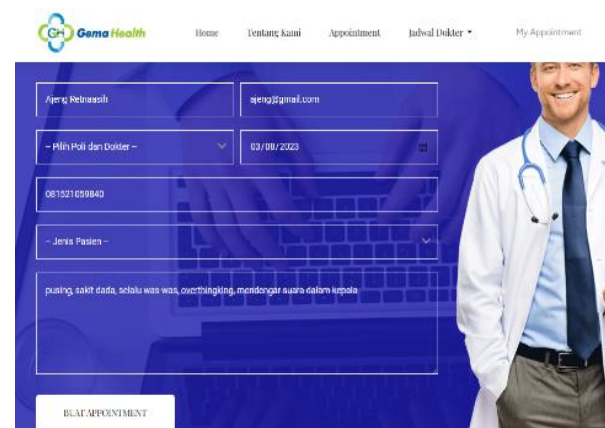 GH Gema Health Home Tentang Kami Appointment Jadwal Dokter My Appointment
Ajeng Retnaasih ajeng@gmail.com
-- Pilih Poli dan Dokter -- 03/08/2023
081521059840
-- Jenis Pasien --
pusing, sakit dada, selalu was was, overthingking, mendengar suara dalam kepala
BUAT APPOINTMENT